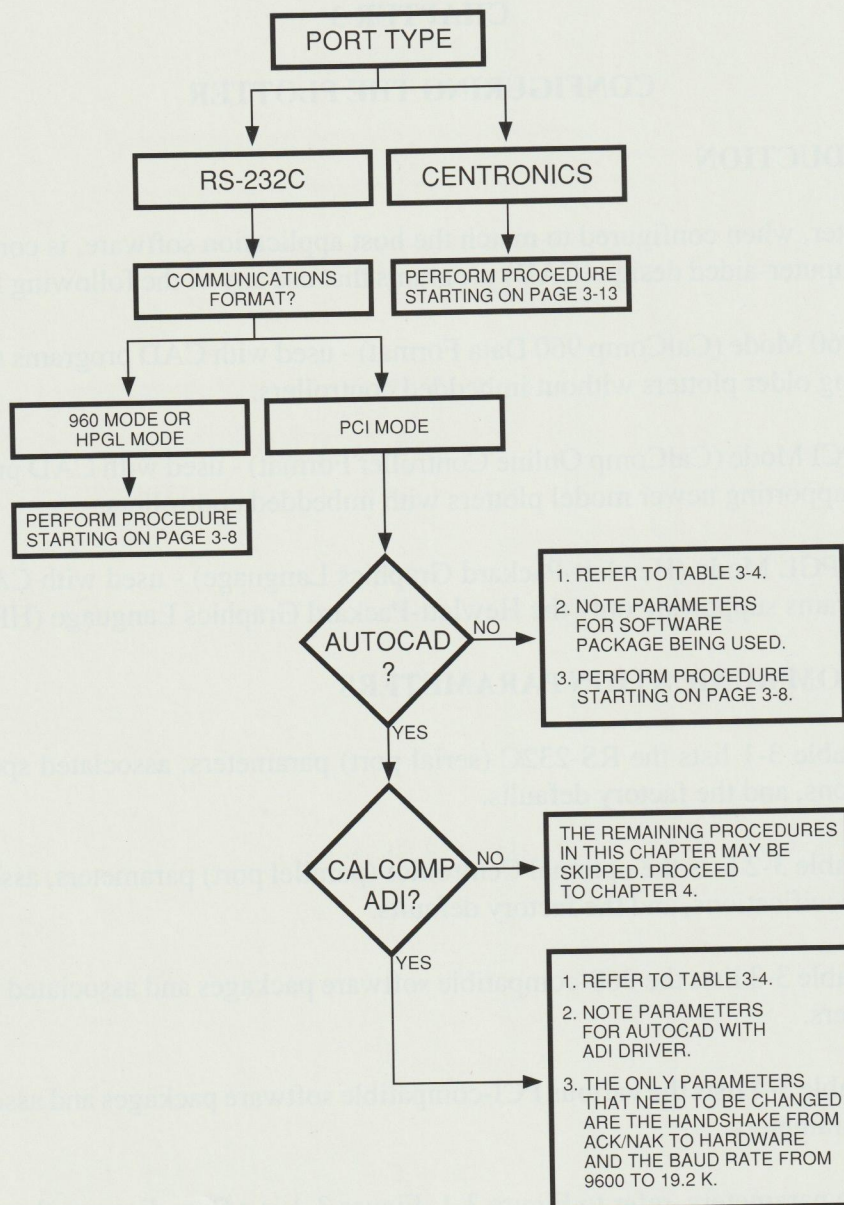 PORT TYPE
RS-232C
CENTRONICS
COMMUNICATIONS
FORMAT?
PERFORM PROCEDURE
STARTING ON PAGE 3-13
960 MODE OR
HPGL MODE
PCI MODE
PERFORM PROCEDURE
STARTING ON PAGE 3-8
AUTOCAD
?
NO
1. REFER TO TABLE 3-4.
2. NOTE PARAMETERS
FOR SOFTWARE
PACKAGE BEING USED.
3. PERFORM PROCEDURE
STARTING ON PAGE 3-8.
YES
CALCOMP
ADI?
NO
THE REMAINING PROCEDURES
IN THIS CHAPTER MAY BE
SKIPPED. PROCEED
TO CHAPTER 4.
YES
1. REFER TO TABLE 3-4.
2. NOTE PARAMETERS
FOR AUTOCAD WITH
ADI DRIVER.
3. THE ONLY PARAMETERS
THAT NEED TO BE CHANGED
ARE THE HANDSHAKE FROM
ACK/NAK TO HARDWARE
AND THE BAUD RATE FROM
9600 TO 19.2 K.